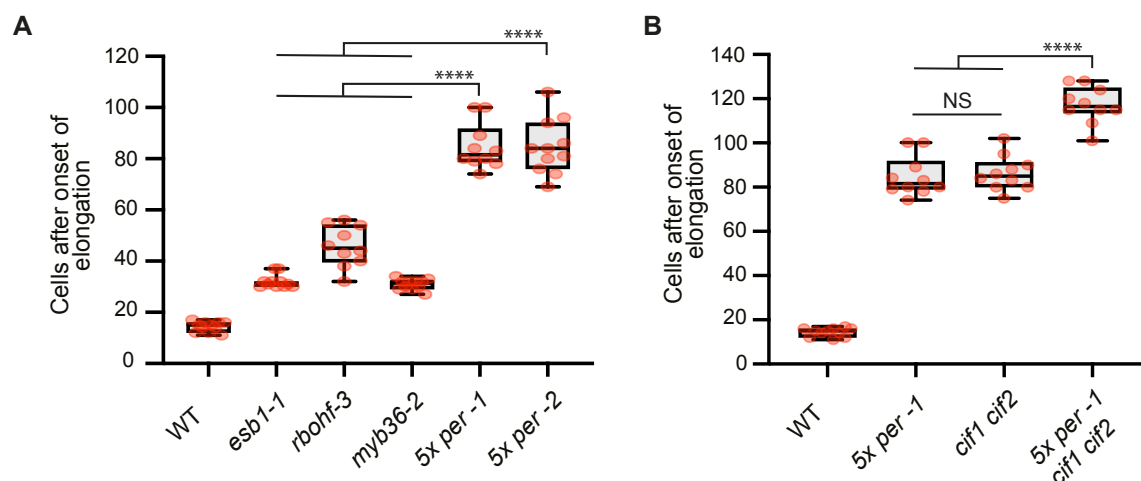 A
Cells after onset of
elongation
120
100
80
60
40
20
0
****
****
WT
esb1-1
rbohf-3
myb36-2
5x per -1
5x per -2
B
Cells after onset of
elongation
140
120
100
80
60
40
20
0
****
NS
WT
5x per -1
cif1 cif2
5x per -1
cif1 cif2